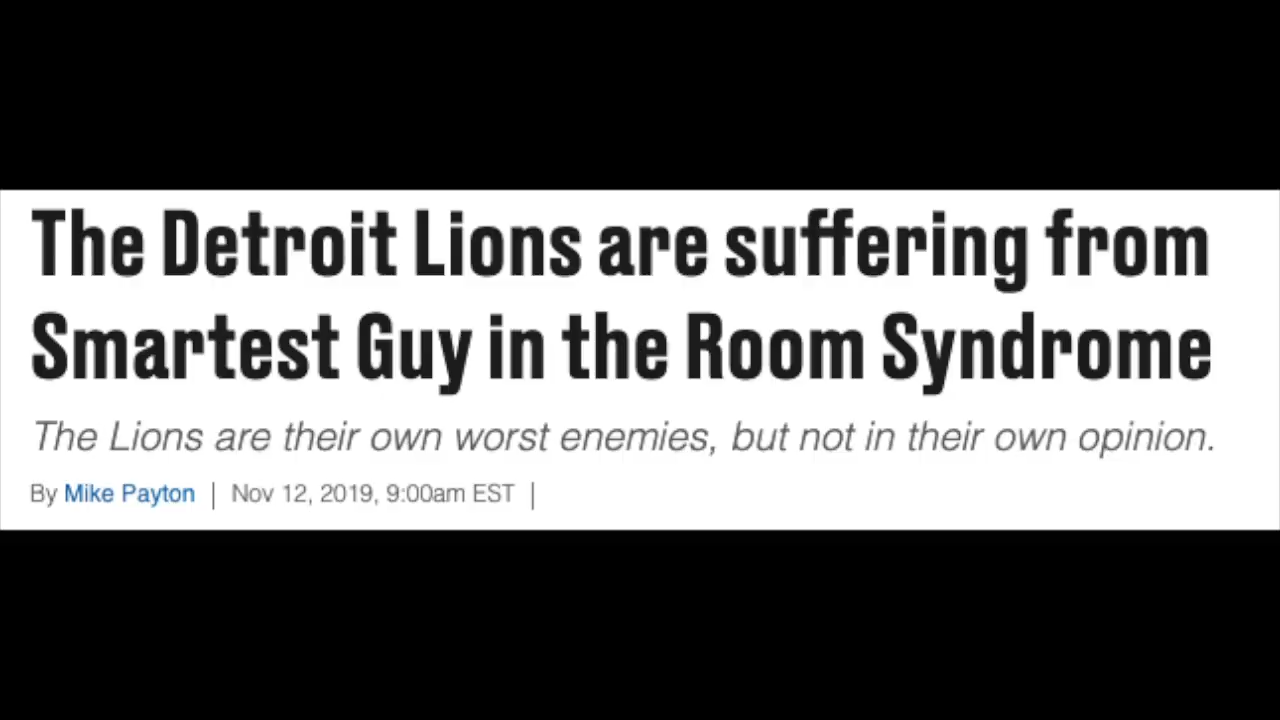 The Detroit Lions are suffering from
Smartest Guy in the Room Syndrome
The Lions are their own worst enemies, but not in their own opinion.
By Mike Payton | Nov 12, 2019, 9:00am EST |